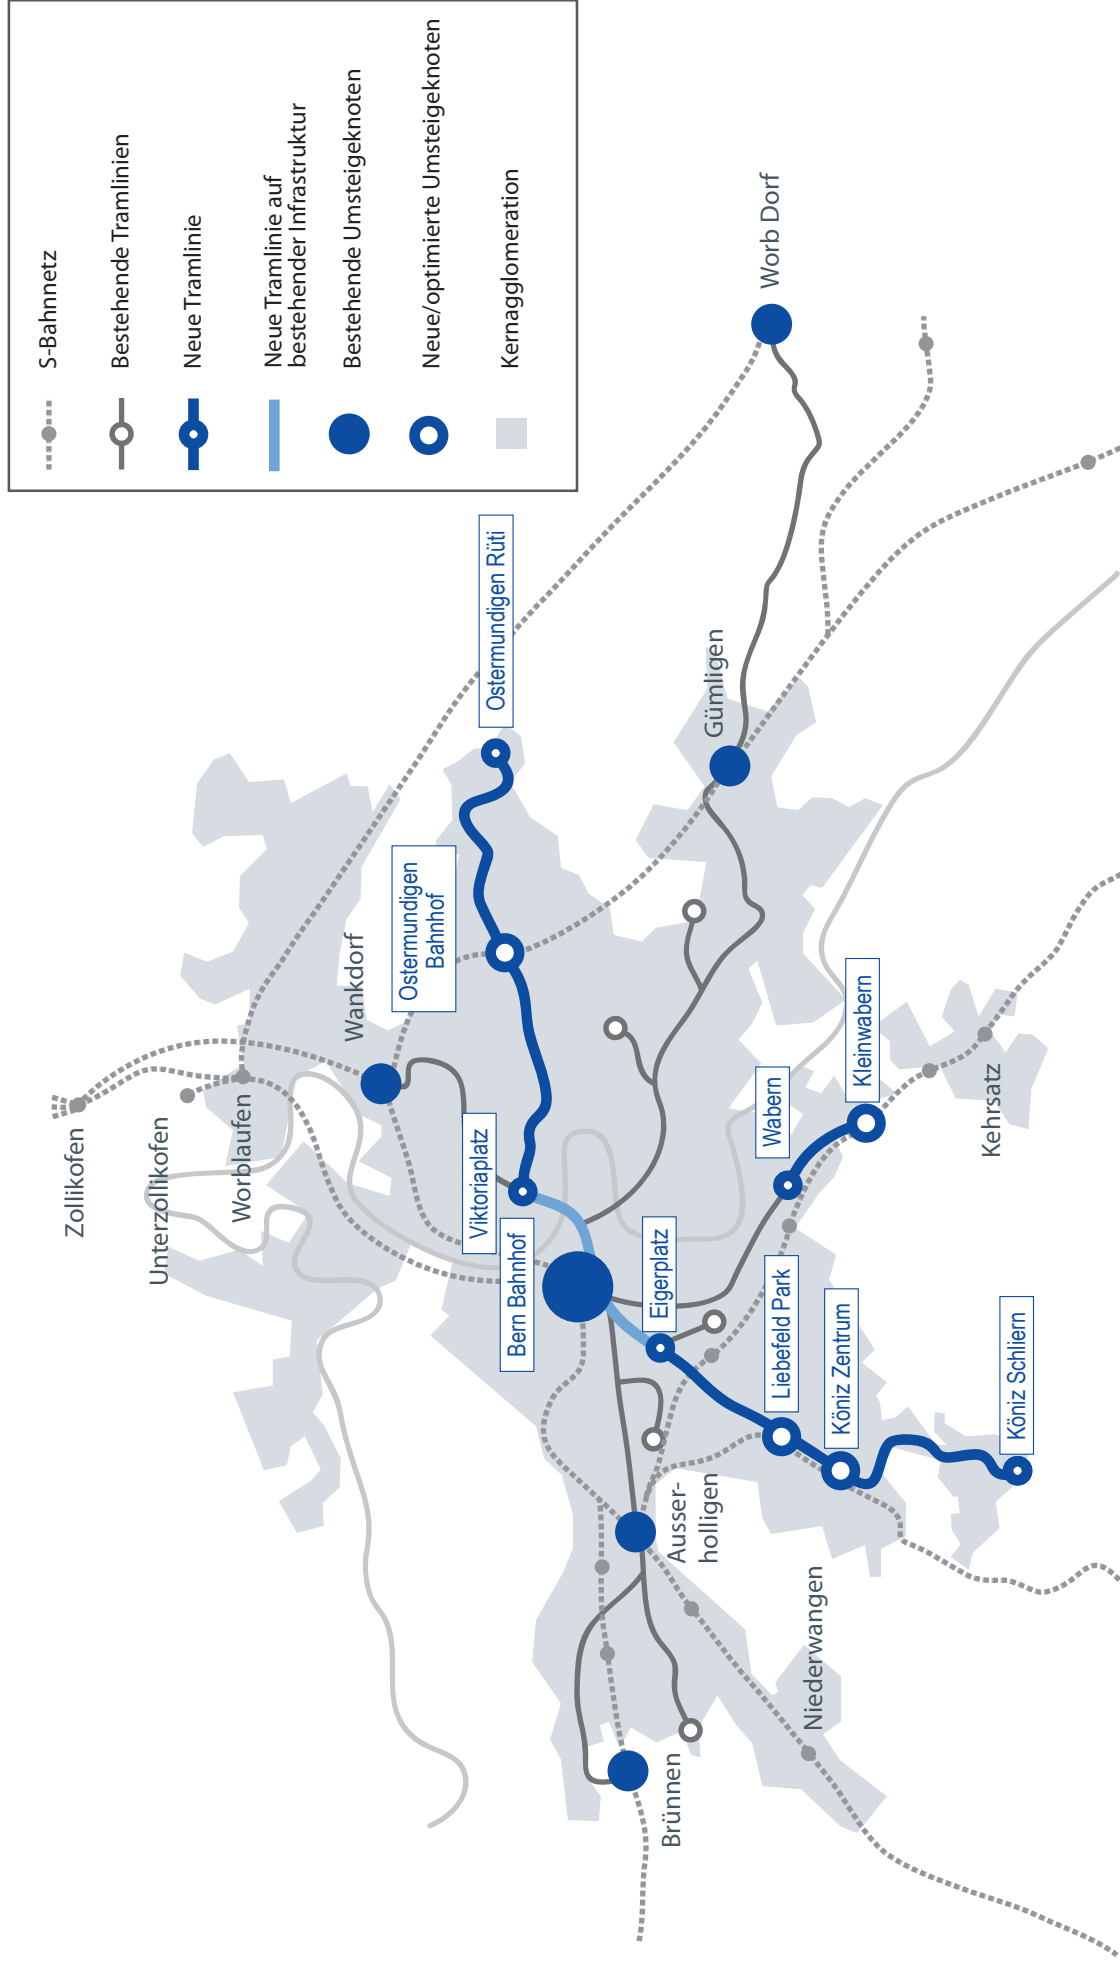 S-Bahnnetz
Bestehende Tramlinien
Neue Tramlinie
Neue Tramlinie auf
bestehender Infrastruktur
Bestehende Umsteigeknoten
Neue/optimierte Umsteigeknoten
Kernagglomeration
Zollikofen
Unterzollikofen
Worblaufen
Wankdorf
Ostermundigen
Bahnhof
Ostermundigen Rüti
Viktoriaplatz
Bern Bahnhof
Eigerplatz
Gümligen
Worb Dorf
Wabern
Kleinwabern
Kehrsatz
Liebefeld Park
Köniz Zentrum
Köniz Schliern
Ausser-
holligen
Niederwangen
Brünnen